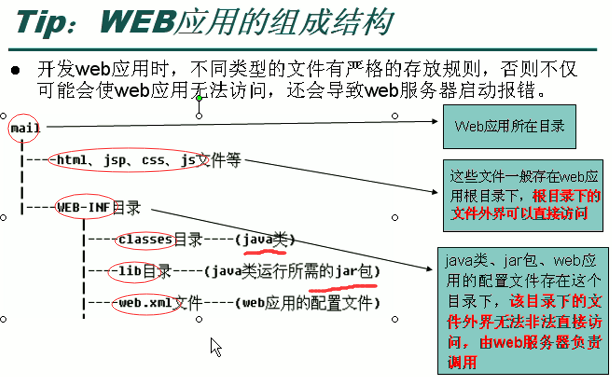 Tip：WEB应用的组成结构
● 开发web应用时，不同类型的文件有严格的存放规则，否则不仅
可能会使web应用无法访问，还会导致web服务器启动报错。
mail
Web应用所在目录
----html、jsp、css、js文件等
这些文件一般存在web应
用根目录下，根目录下的
文件外界可以直接访问
----WEB-INF目录
----classes目录----(java类)
----lib目录----(java类运行所需的jar包)
----web.xml文件----(web应用的配置文件)
java类、jar包、web应
用的配置文件存在这个
目录下，该目录下的文
件外界无法非法直接访
问，由web服务器负责
调用